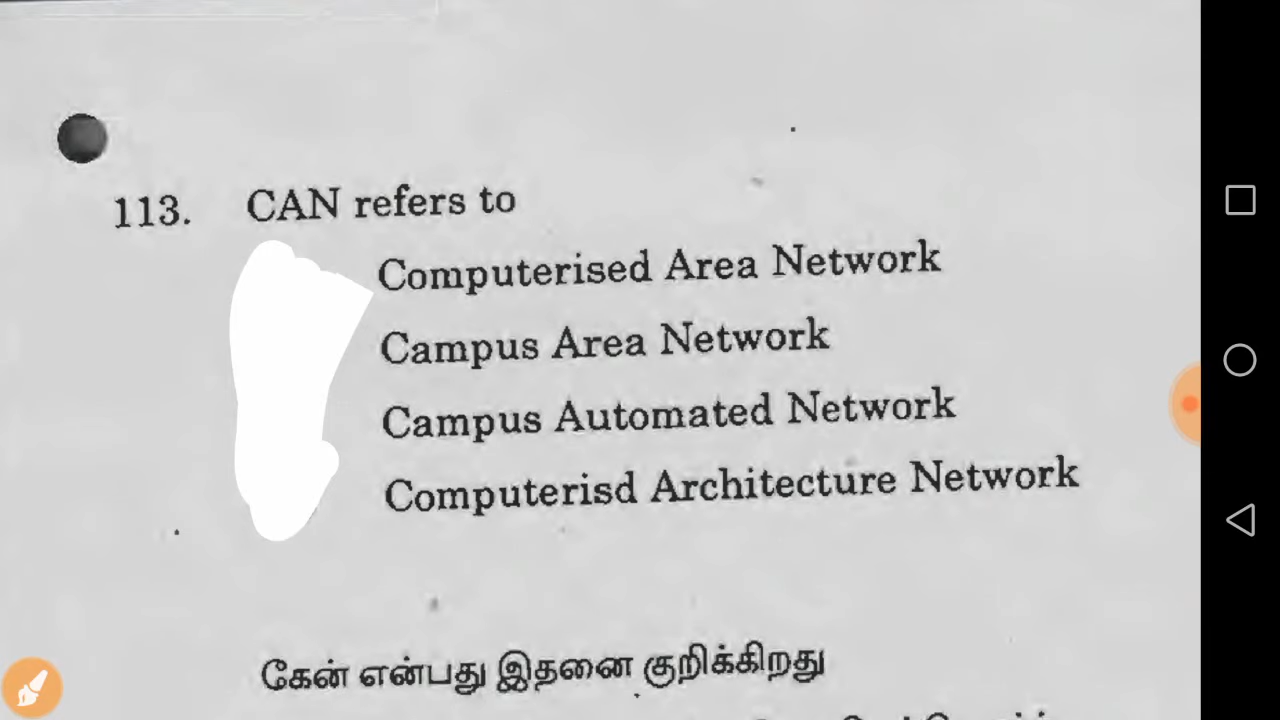 113. CAN refers to
Computerised Area Network
Campus Area Network
Campus Automated Network
Computerisd Architecture Network
கேன் என்பது இதனை குறிக்கிறது